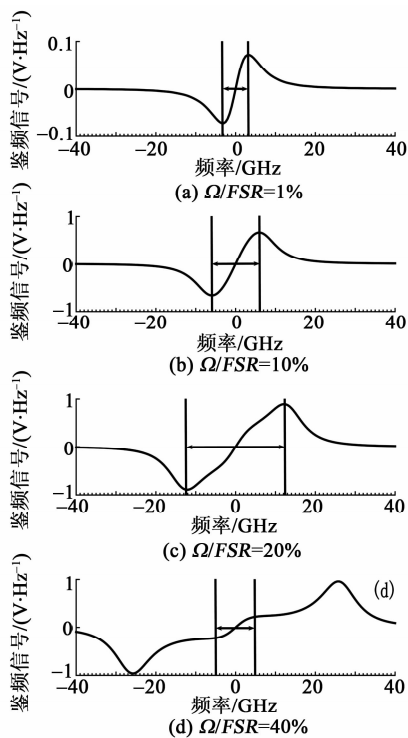 鉴频信号/(V·Hz⁻¹)
0.1
0
−0.1
−40 −20 0 20 40
频率/GHz
(a) Ω/FSR=1%
鉴频信号/(V·Hz⁻¹)
1
0
−1
−40 −20 0 20 40
频率/GHz
(b) Ω/FSR=10%
鉴频信号/(V·Hz⁻¹)
1
0
−1
−40 −20 0 20 40
频率/GHz
(c) Ω/FSR=20%
鉴频信号/(V·Hz⁻¹)
1
0
−1
(d)
−40 −20 0 20 40
频率/GHz
(d) Ω/FSR=40%